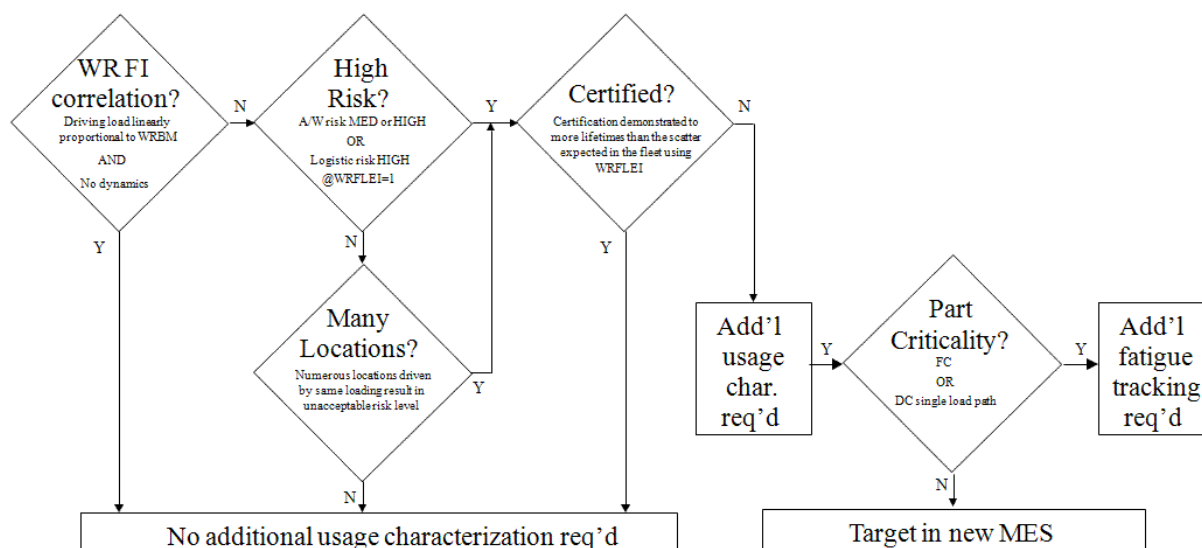 WR FI
correlation?
Driving load linearly
proportional to WRBM
AND
No dynamics
N
Y
High
Risk?
A/W risk MED or HIGH
OR
Logistic risk HIGH
@WRFLEI=1
Y
N
Many
Locations?
Numerous locations driven
by same loading result in
unacceptable risk level
Y
N
Certified?
Certification demonstrated to
more lifetimes than the scatter
expected in the fleet using
WRFLEI
N
Y
Add'l
usage
char.
req'd
Y
Part
Criticality?
FC
OR
DC single load path
Y
N
Add'l
fatigue
tracking
req'd
No additional usage characterization req'd
Target in new MES